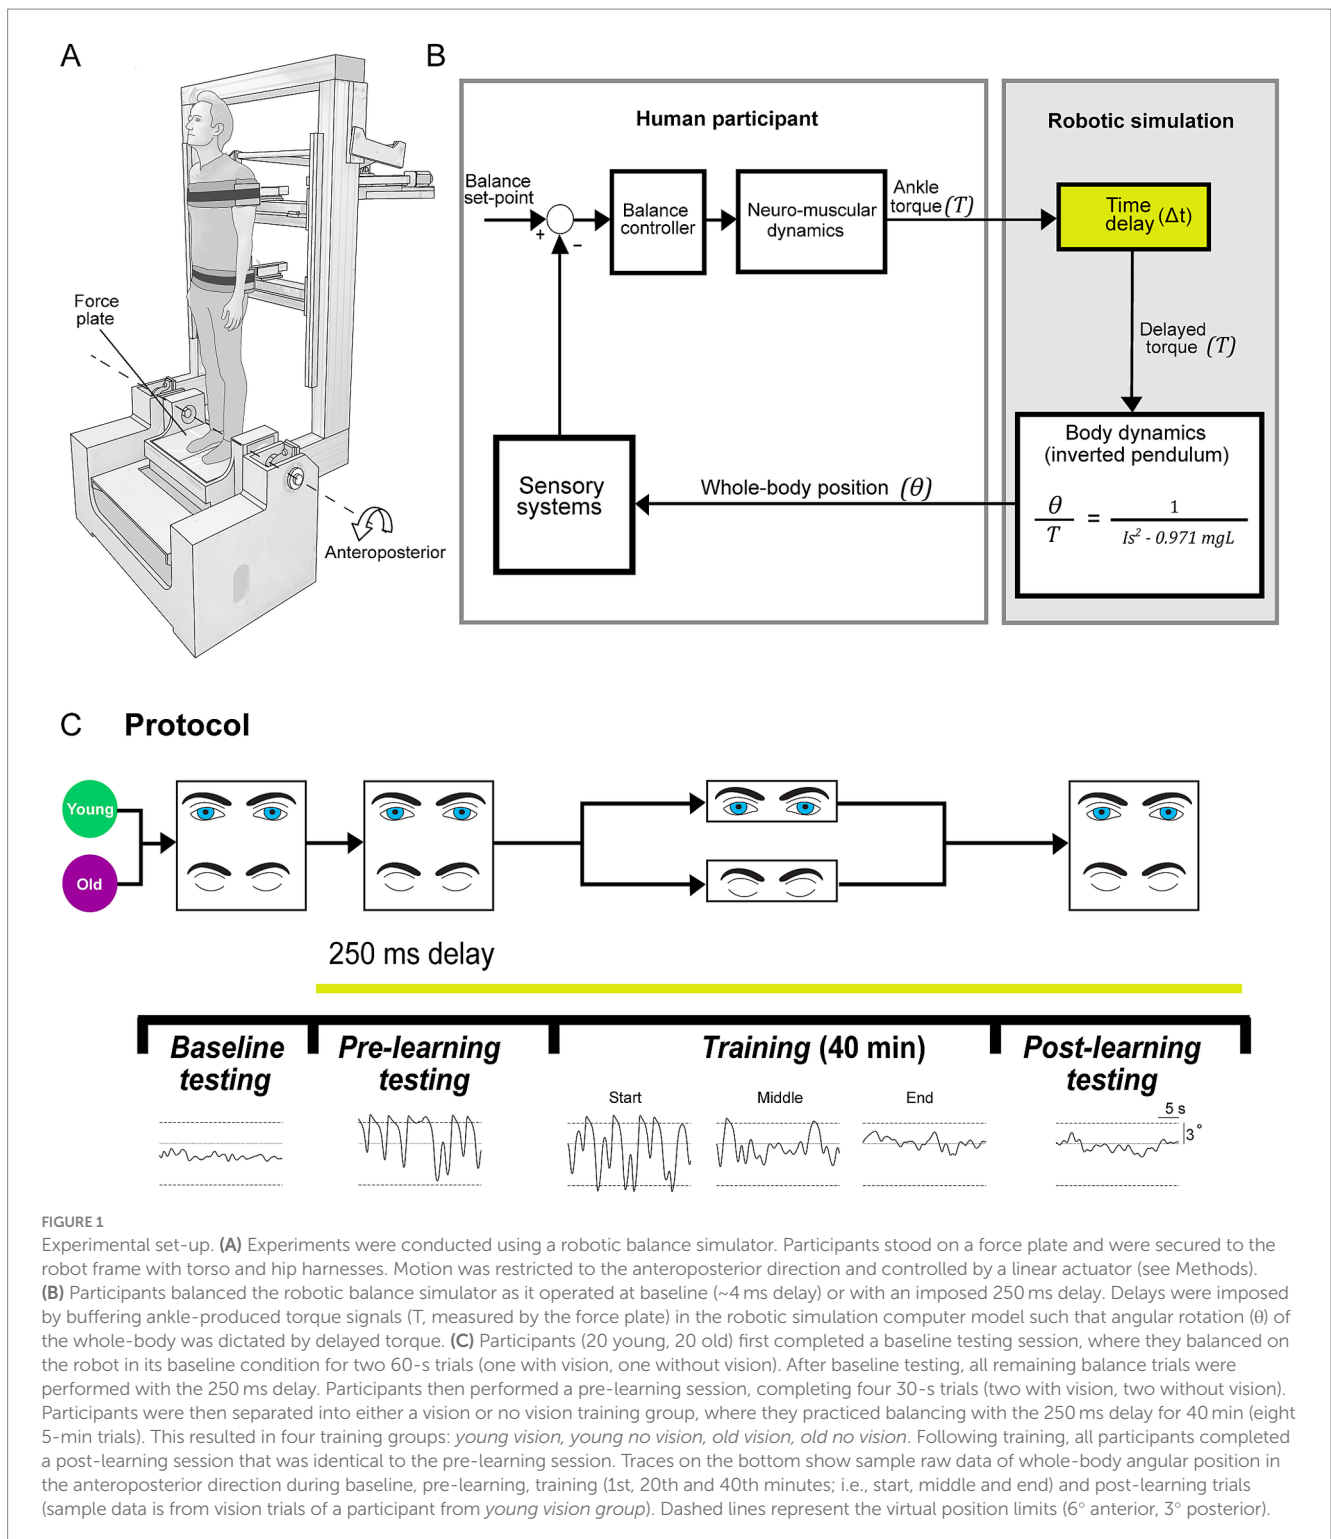 A
Force
plate
Anteroposterior
B
Human participant
Robotic simulation
Balance
set-point
+
−
Balance
controller
Neuro-muscular
dynamics
Ankle
torque (T)
Time
delay (Δt)
Delayed
torque (T)
Body dynamics
(inverted pendulum)
θ/T = 1/(Is² - 0.971 mgL)
Whole-body position (θ)
Sensory
systems
C Protocol
Young
Old
250 ms delay
Baseline
testing
Pre-learning
testing
Training (40 min)
Post-learning
testing
Start
Middle
End
5 s
3°
FIGURE 1
Experimental set-up. (A) Experiments were conducted using a robotic balance simulator. Participants stood on a force plate and were secured to the
robot frame with torso and hip harnesses. Motion was restricted to the anteroposterior direction and controlled by a linear actuator (see Methods).
(B) Participants balanced the robotic balance simulator as it operated at baseline (~4 ms delay) or with an imposed 250 ms delay. Delays were imposed
by buffering ankle-produced torque signals (T, measured by the force plate) in the robotic simulation computer model such that angular rotation (θ) of
the whole-body was dictated by delayed torque. (C) Participants (20 young, 20 old) first completed a baseline testing session, where they balanced on
the robot in its baseline condition for two 60-s trials (one with vision, one without vision). After baseline testing, all remaining balance trials were
performed with the 250 ms delay. Participants then performed a pre-learning session, completing four 30-s trials (two with vision, two without vision).
Participants were then separated into either a vision or no vision training group, where they practiced balancing with the 250 ms delay for 40 min (eight
5-min trials). This resulted in four training groups: young vision, young no vision, old vision, old no vision. Following training, all participants completed
a post-learning session that was identical to the pre-learning session. Traces on the bottom show sample raw data of whole-body angular position in
the anteroposterior direction during baseline, pre-learning, training (1st, 20th and 40th minutes; i.e., start, middle and end) and post-learning trials
(sample data is from vision trials of a participant from young vision group). Dashed lines represent the virtual position limits (6° anterior, 3° posterior).